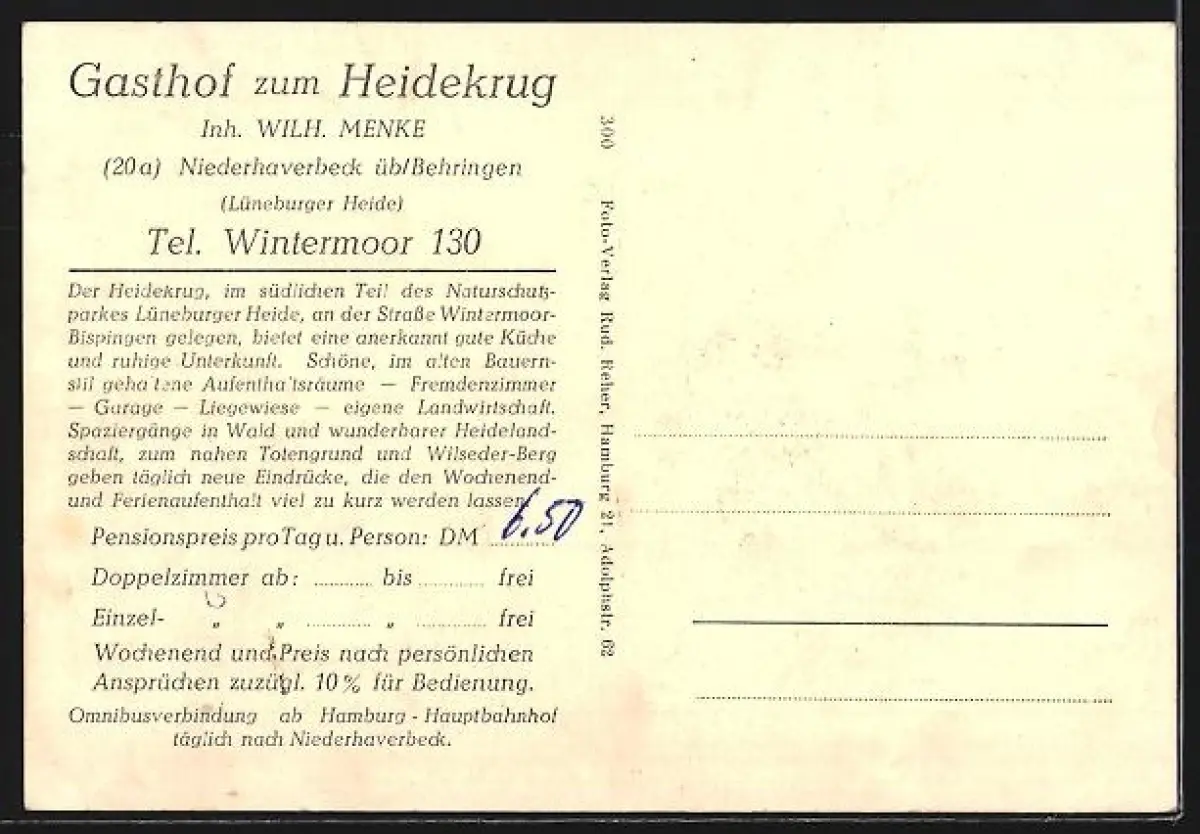 Gasthof zum Heidekrug
Inh. WILH. MENKE
(20a) Niederhaverbeck üb/Behringen
(Lüneburger Heide)
Tel. Wintermoor 130
Der Heidekrug, im südlichen Teil des Naturschutz-
parkes Lüneburger Heide, an der Straße Wintermoor-
Bispingen gelegen, bietet eine anerkannt gute Küche
und ruhige Unterkunft. Schöne, im alten Bauern-
stil gehaltene Aufenthaltsräume — Fremdenzimmer
— Garage — Liegewiese — eigene Landwirtschaft.
Spaziergänge in Wald und wunderbarer Heideland-
schaft, zum nahen Totengrund und Wilseder-Berg
geben täglich neue Eindrücke, die den Wochenend-
und Ferienaufenthalt viel zu kurz werden lassen.
Pensionspreis pro Tag u. Person: DM 6.50
Doppelzimmer ab: ............ bis ............ frei
Einzel- „ „ ............ „ ............ frei
Wochenend und Preis nach persönlichen
Ansprüchen zuzügl. 10% für Bedienung.
Omnibusverbindung ab Hamburg - Hauptbahnhof
täglich nach Niederhaverbeck.
300 Foto-Verlag Rud. Reher, Hamburg 21, Adolphstr. 62